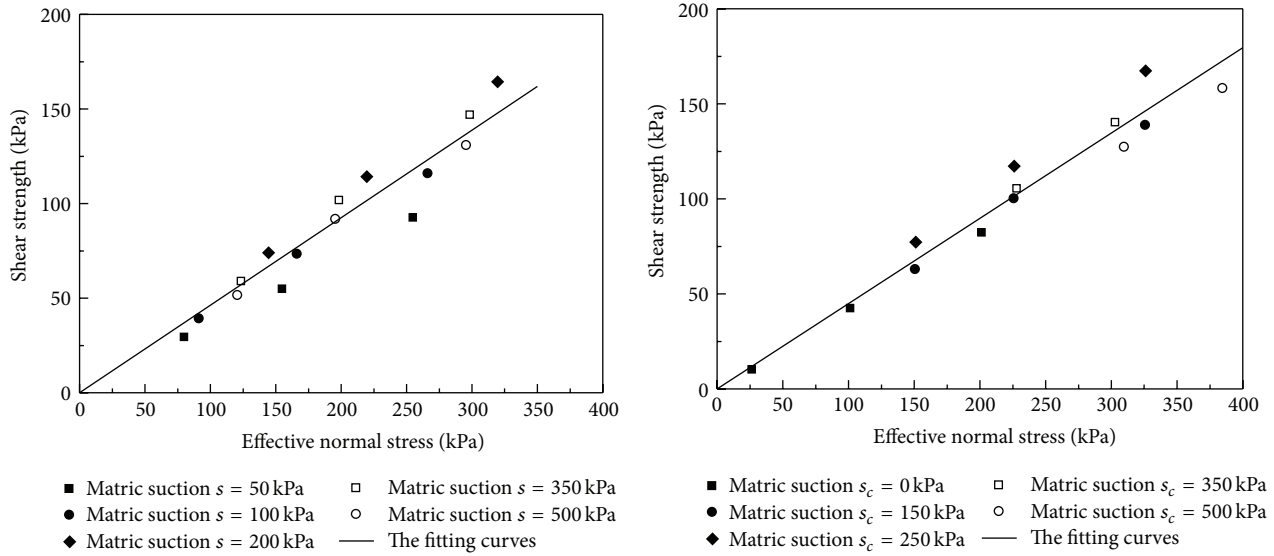 200
150
100
50
0
Shear strength (kPa)
0 50 100 150 200 250 300 350 400
Effective normal stress (kPa)
Matric suction s = 50 kPa
Matric suction s = 100 kPa
Matric suction s = 200 kPa
Matric suction s = 350 kPa
Matric suction s = 500 kPa
The fitting curves
200
150
100
50
0
Shear strength (kPa)
0 50 100 150 200 250 300 350 400
Effective normal stress (kPa)
Matric suction s_c = 0 kPa
Matric suction s_c = 150 kPa
Matric suction s_c = 250 kPa
Matric suction s_c = 350 kPa
Matric suction s_c = 500 kPa
The fitting curves